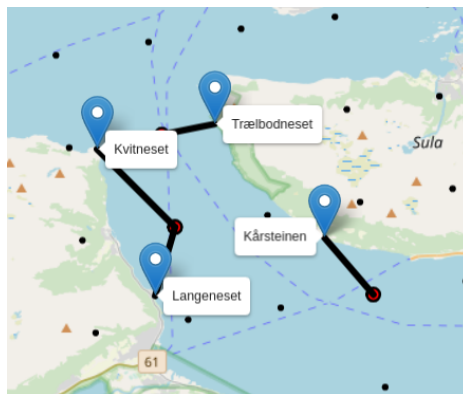 Trælbodneset
Kvitneset
Sula
Kårsteinen
Langeneset
61